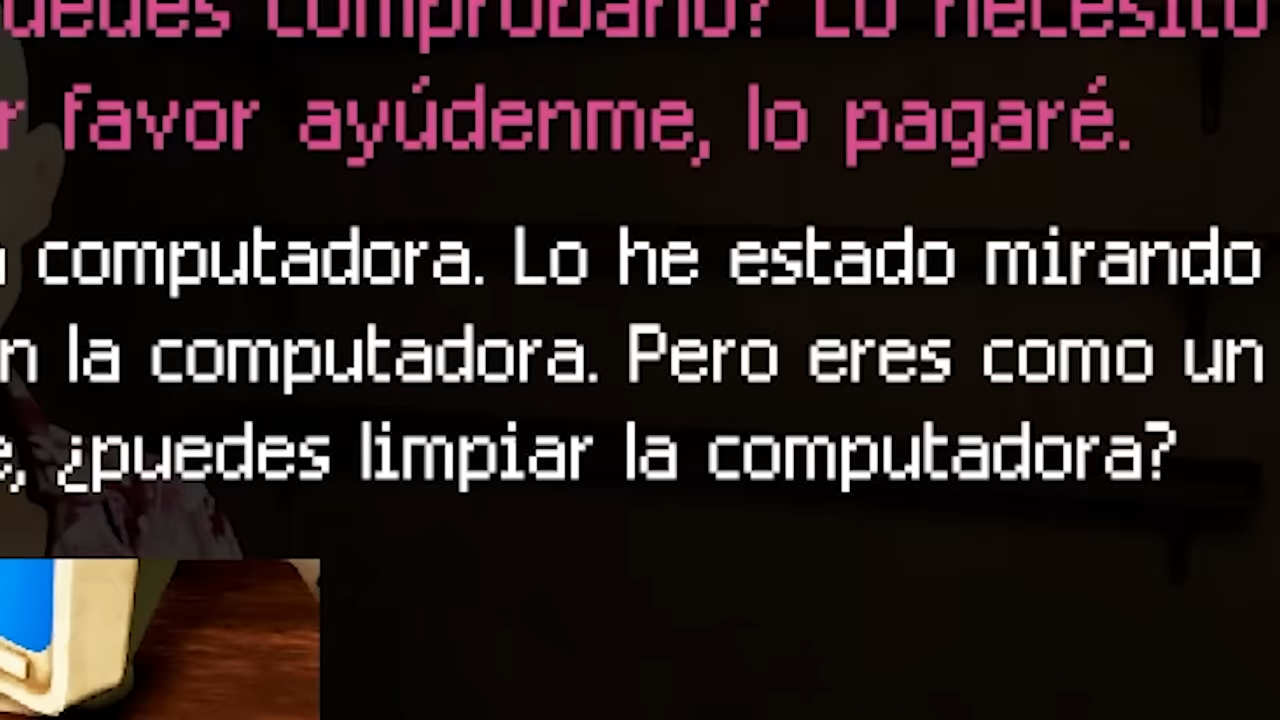 comprobarlo? Lo necesito
favor ayúdenme, lo pagaré.
computadora. Lo he estado mirando
la computadora. Pero eres como un
¿puedes limpiar la computadora?